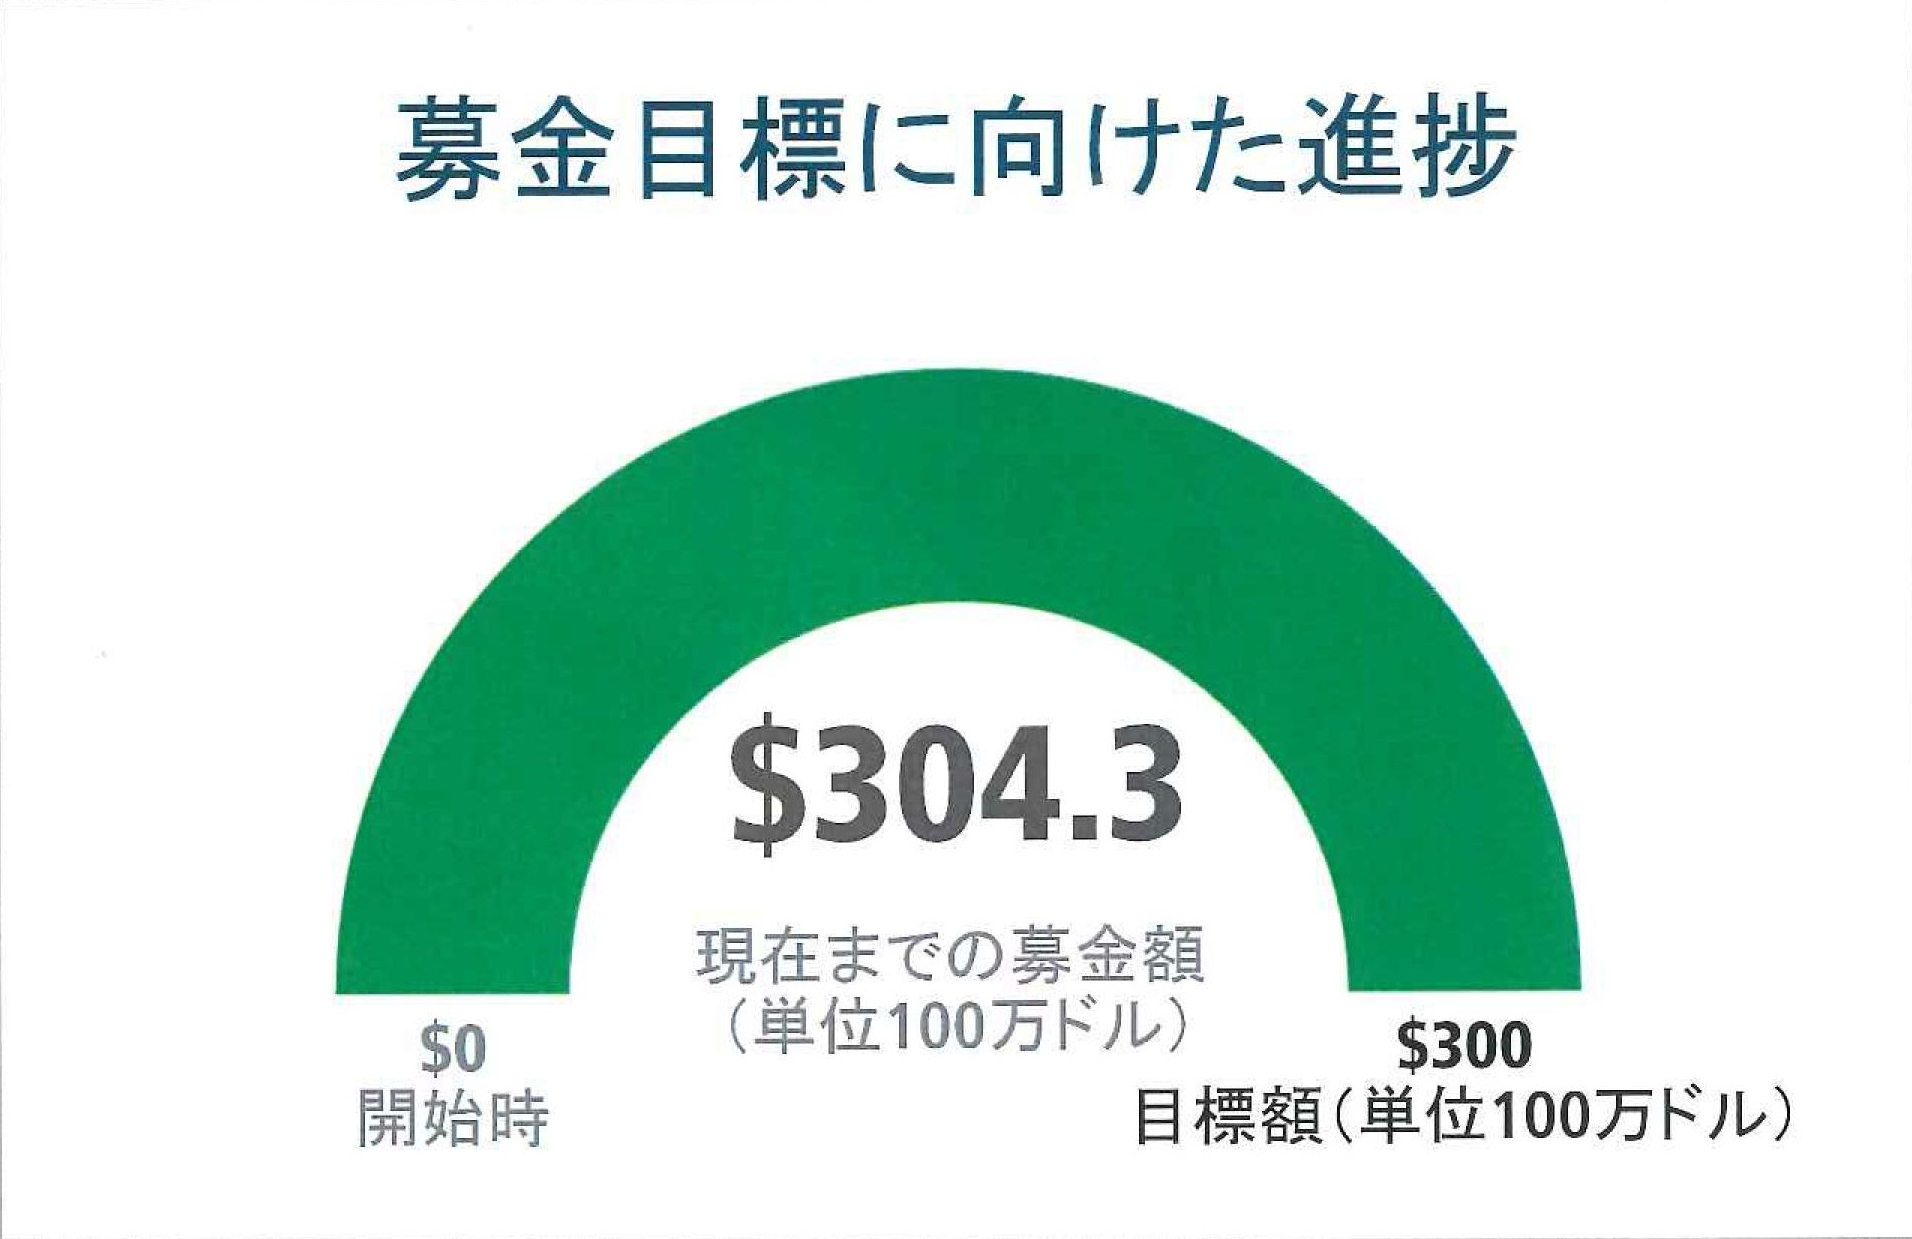 募金目標に向けた進捗
$304.3
現在までの募金額
（単位100万ドル）
$0
開始時
$300
目標額（単位100万ドル）